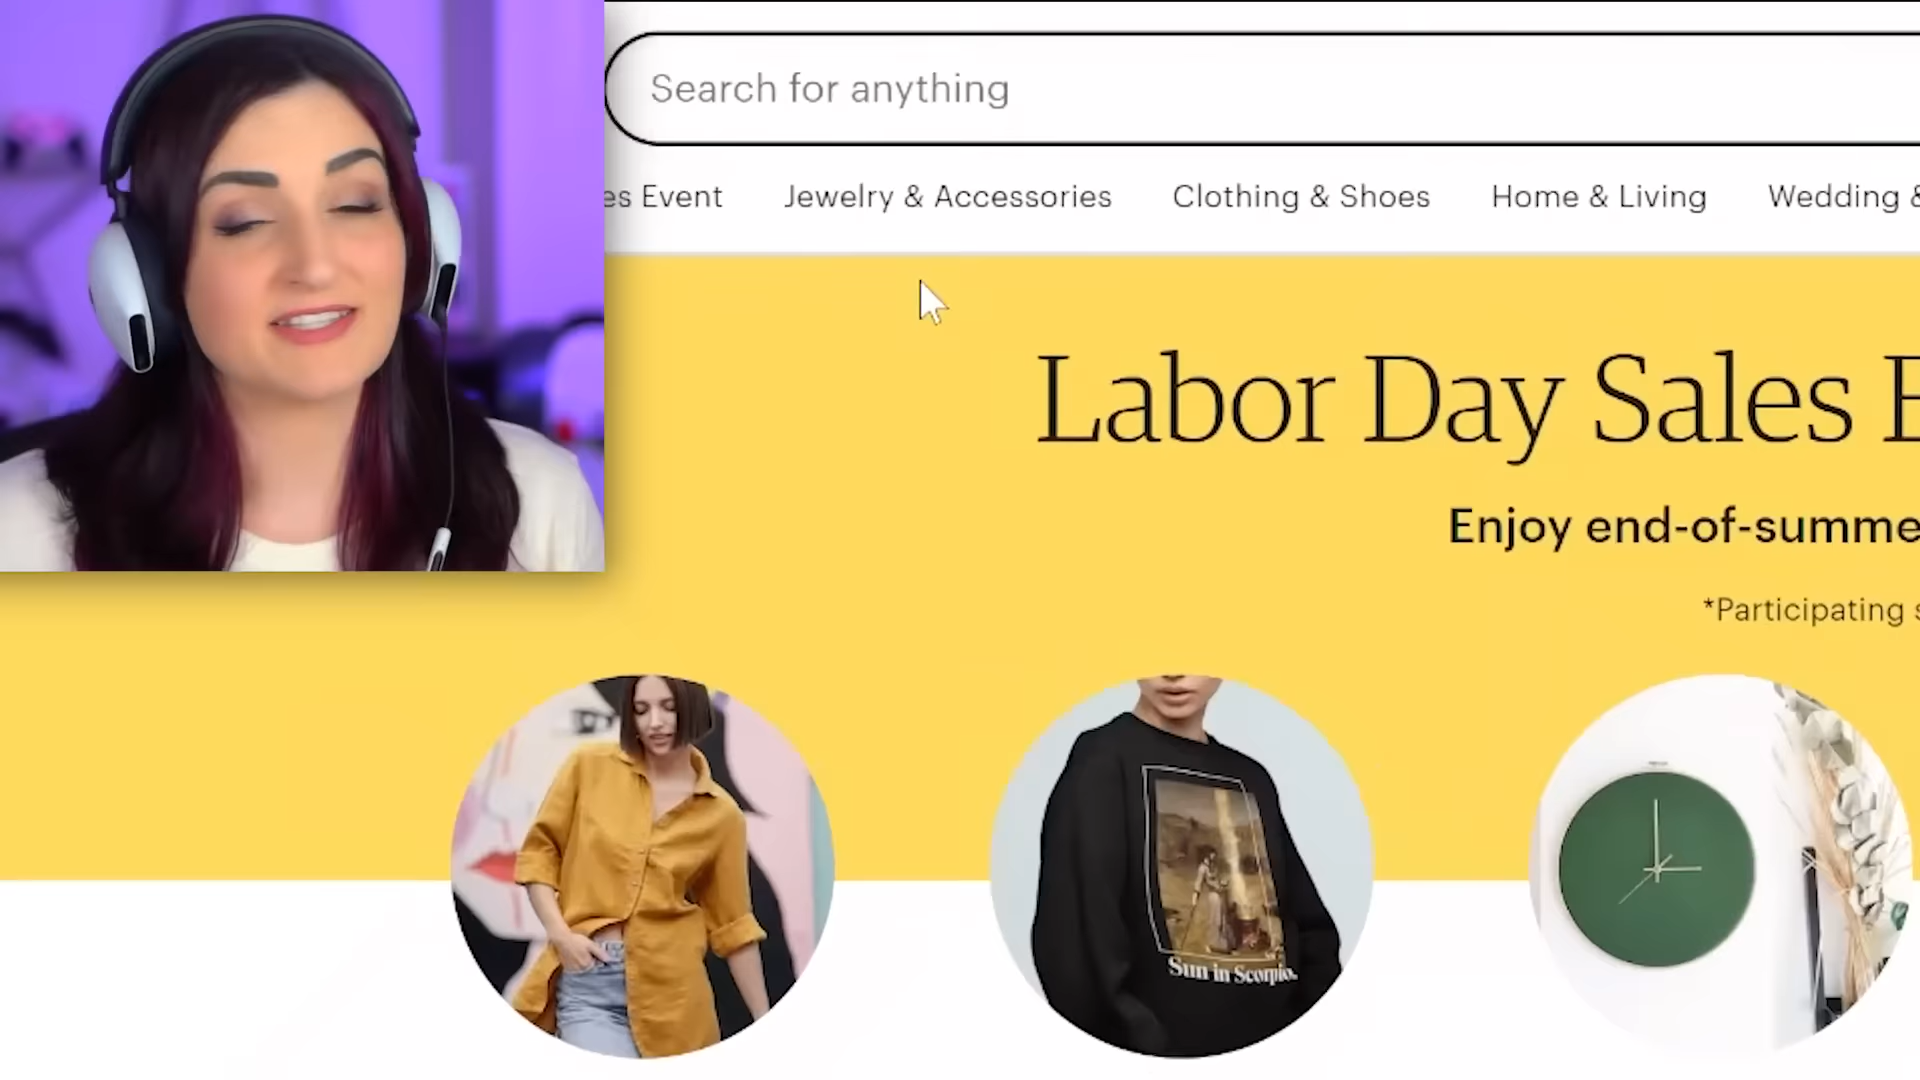 Search for anything
es Event Jewelry & Accessories Clothing & Shoes Home & Living Wedding &
Labor Day Sales E
Enjoy end-of-summe
*Participating s
Sun in Scorpio.